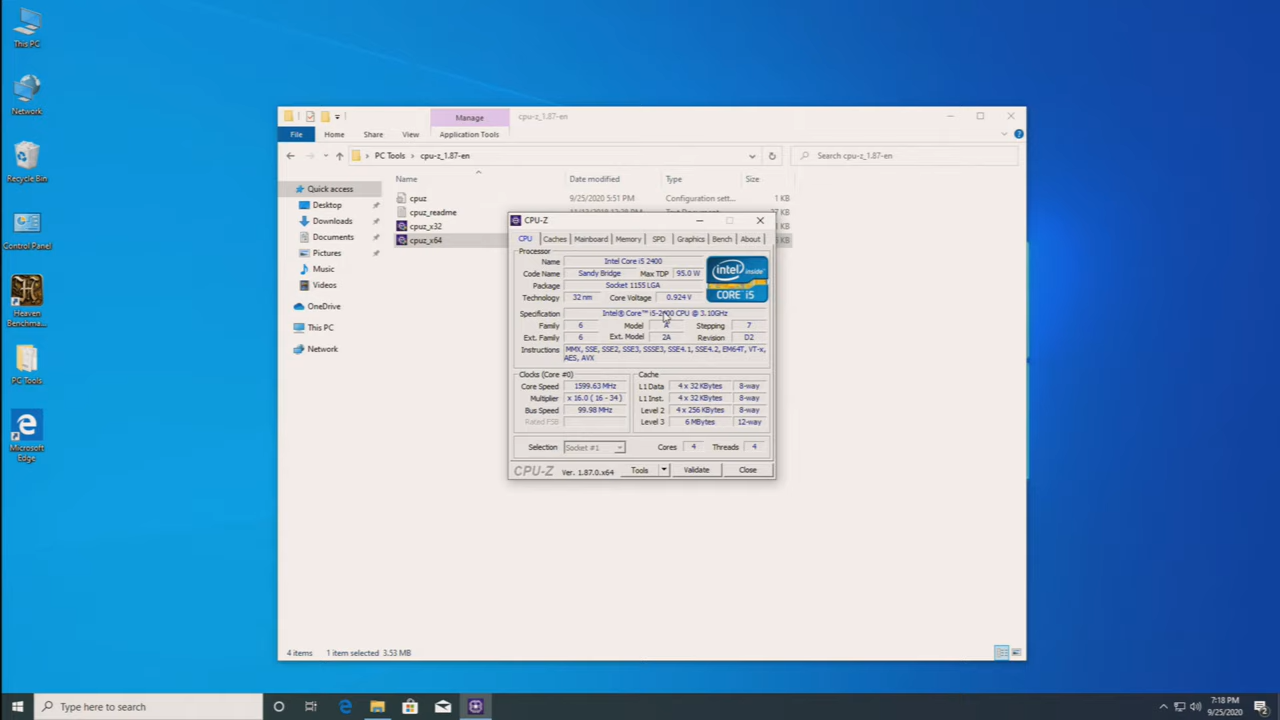 This PC
Network
Recycle Bin
Control Panel
Heaven
Benchmar...
PC Tools
Microsoft
Edge
Manage
cpu-z_1.87-en
File
Home
Share
View
Application Tools
PC Tools
cpu-z_1.87-en
Search cpu-z_1.87-en
Quick access
Desktop
Downloads
Documents
Pictures
Music
Videos
OneDrive
This PC
Network
Name
Date modified
Type
Size
cpuz
9/25/2020 5:51 PM
Configuration sett...
1 KB
cpuz_readme
cpuz_x32
cpuz_x64
CPU-Z
CPU
Caches
Mainboard
Memory
SPD
Graphics
Bench
About
Processor
Name
Intel Core i5 2400
Code Name
Sandy Bridge
Max TDP
95.0 W
Package
Socket 1155 LGA
Technology
32 nm
Core Voltage
0.924 V
intel inside
CORE i5
Specification
Intel® Core™ i5-2400 CPU @ 3.10GHz
Family
6
Model
A
Stepping
7
Ext. Family
6
Ext. Model
2A
Revision
D2
Instructions
MMX, SSE, SSE2, SSE3, SSSE3, SSE4.1, SSE4.2, EM64T, VT-x,
AES, AVX
Clocks (Core #0)
Core Speed
1599.63 MHz
Multiplier
x 16.0 ( 16 - 34 )
Bus Speed
99.98 MHz
Rated FSB
Cache
L1 Data
4 x 32 KBytes
8-way
L1 Inst.
4 x 32 KBytes
8-way
Level 2
4 x 256 KBytes
8-way
Level 3
6 MBytes
12-way
Selection
Socket #1
Cores
4
Threads
4
CPU-Z
Ver. 1.87.0.x64
Tools
Validate
Close
4 items
1 item selected 3.53 MB
Type here to search
7:18 PM
9/25/2020
2